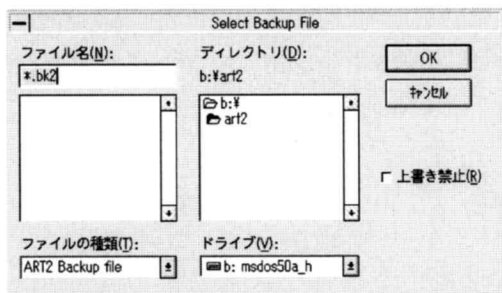 Select Backup File
ファイル名(N):
*.bk2
ディレクトリ(D):
b:¥art2
b:¥
art2
OK
ｷｬﾝｾﾙ
上書き禁止(R)
ファイルの種類(T):
ART2 Backup file
ドライブ(V):
b: msdos50a_h